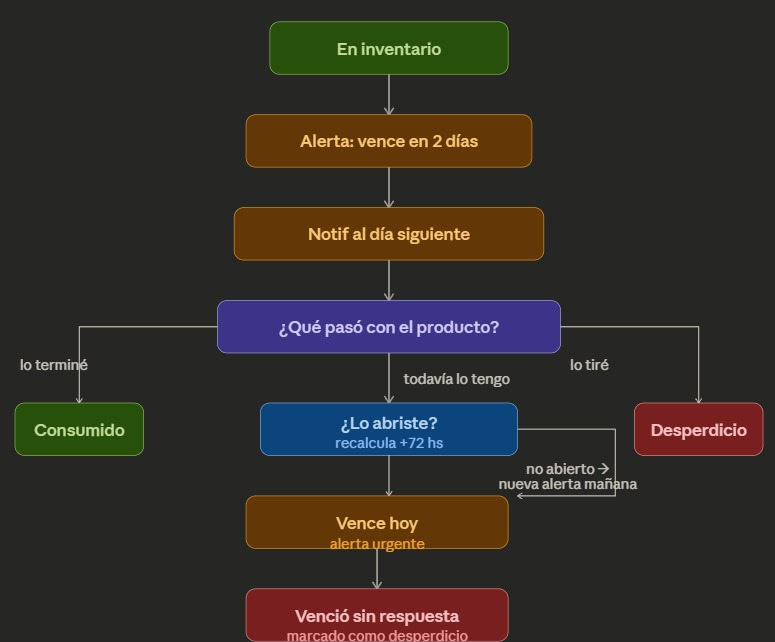 En inventario
Alerta: vence en 2 días
Notif al día siguiente
¿Qué pasó con el producto?
lo terminé
todavía lo tengo
lo tiré
Consumido
¿Lo abriste?
recalcula +72 hs
Desperdicio
no abierto →
nueva alerta mañana
Vence hoy
alerta urgente
Venció sin respuesta
marcado como desperdicio